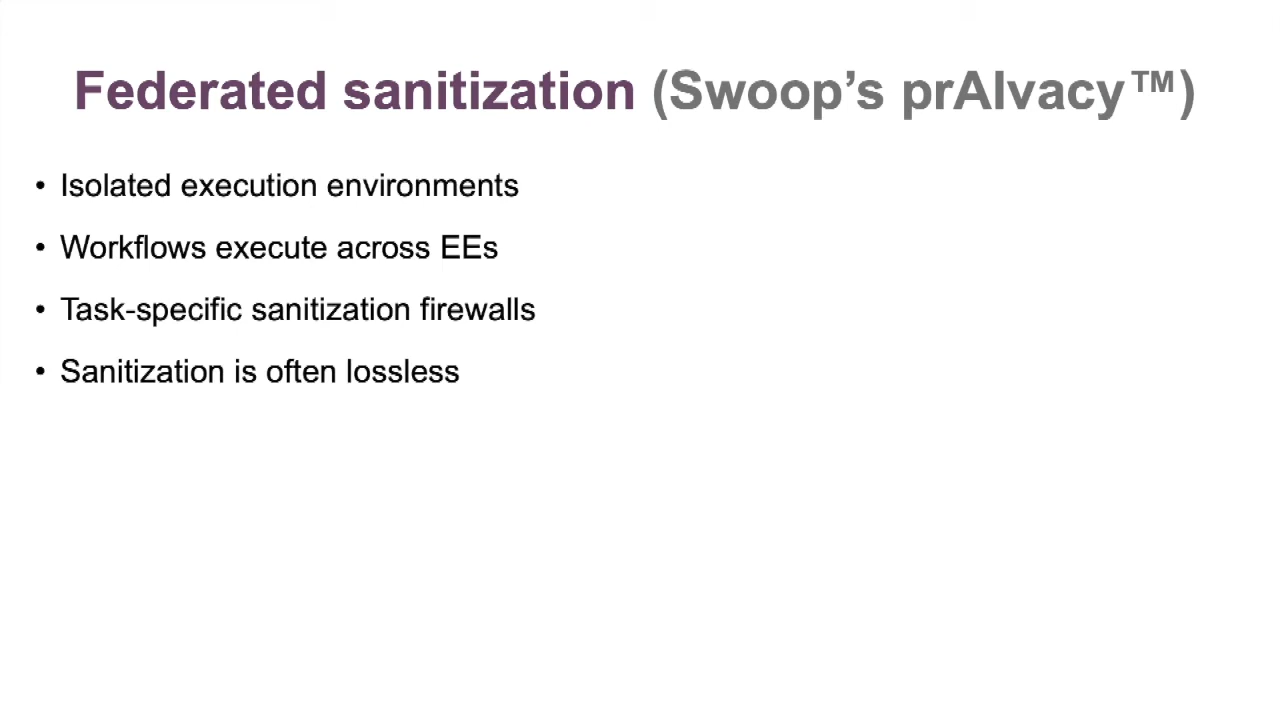 Federated sanitization (Swoop’s prAIvacy™)
• Isolated execution environments
• Workflows execute across EEs
• Task-specific sanitization firewalls
• Sanitization is often lossless